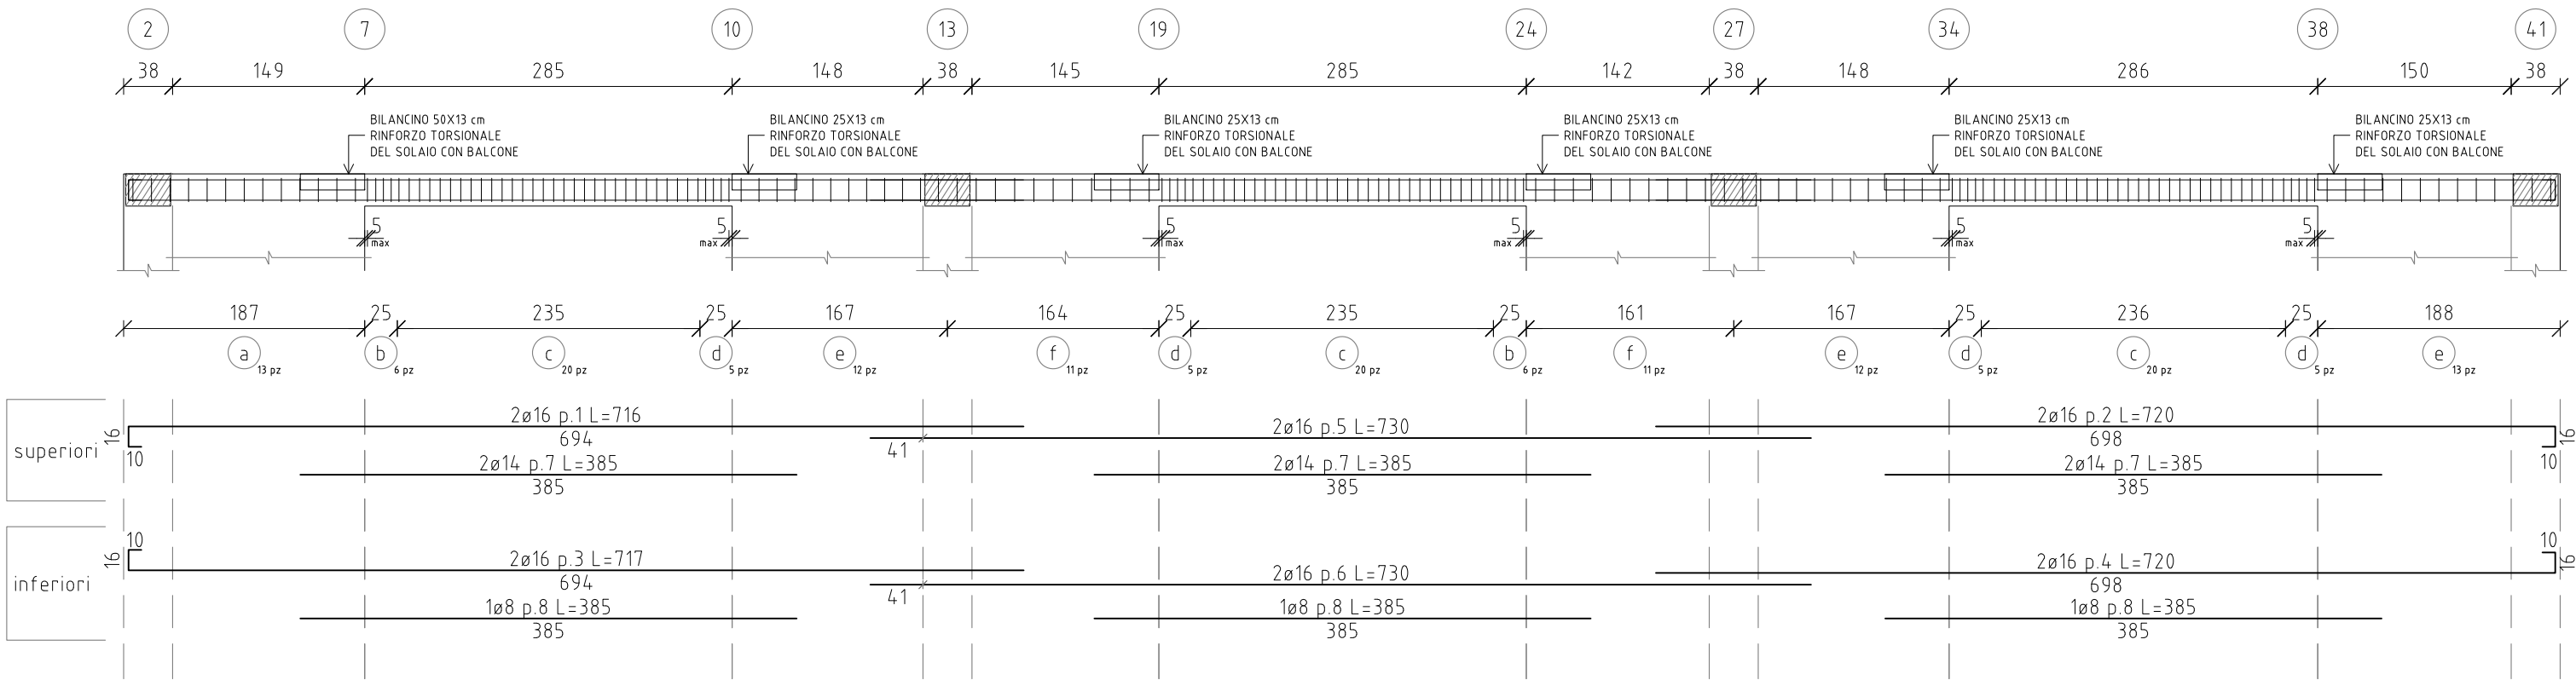 2 7 10 13 19 24 27 34 38 41
38 149 285 148 38 145 285 142 38 148 286 150 38
BILANCINO 50X13 cm
RINFORZO TORSIONALE
DEL SOLAIO CON BALCONE
BILANCINO 25X13 cm
RINFORZO TORSIONALE
DEL SOLAIO CON BALCONE
BILANCINO 25X13 cm
RINFORZO TORSIONALE
DEL SOLAIO CON BALCONE
BILANCINO 25X13 cm
RINFORZO TORSIONALE
DEL SOLAIO CON BALCONE
BILANCINO 25X13 cm
RINFORZO TORSIONALE
DEL SOLAIO CON BALCONE
BILANCINO 25X13 cm
RINFORZO TORSIONALE
DEL SOLAIO CON BALCONE
5 5 5 5 5 5
max max max max max max
187 25 235 25 167 164 25 235 25 161 167 25 236 25 188
a b c d e f d c b f e d c d e
13 pz 6 pz 20 pz 5 pz 12 pz 11 pz 5 pz 20 pz 6 pz 11 pz 12 pz 5 pz 20 pz 5 pz 13 pz
superiori
16
10
2ø16 p.1 L=716
694
41
2ø16 p.5 L=730
2ø16 p.2 L=720
698
16
10
2ø14 p.7 L=385
385
2ø14 p.7 L=385
385
2ø14 p.7 L=385
385
inferiori
10
16
2ø16 p.3 L=717
694
41
2ø16 p.6 L=730
2ø16 p.4 L=720
698
10
16
1ø8 p.8 L=385
385
1ø8 p.8 L=385
385
1ø8 p.8 L=385
385